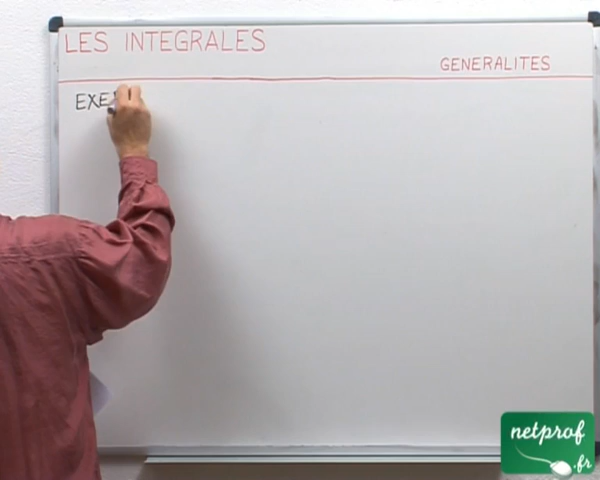 LES INTEGRALES
GENERALITES
EXE
netprof
.fr